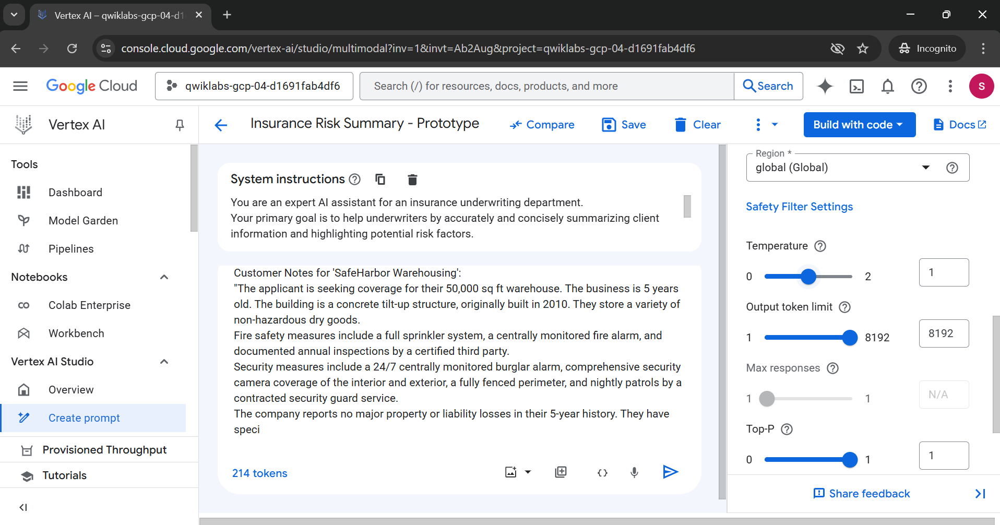 Vertex AI – qwiklabs-gcp-04-d1
console.cloud.google.com/vertex-ai/studio/multimodal?inv=1&invt=Ab2Aug&project=qwiklabs-gcp-04-d1691fab4df6
Incognito
Google Cloud
qwiklabs-gcp-04-d1691fab4df6
Search (/) for resources, docs, products, and more
Search
S
Vertex AI
Insurance Risk Summary - Prototype
Compare
Save
Clear
Build with code
Docs
Tools
Dashboard
Model Garden
Pipelines
Notebooks
Colab Enterprise
Workbench
Vertex AI Studio
Overview
Create prompt
Provisioned Throughput
Tutorials
System instructions
You are an expert AI assistant for an insurance underwriting department.
Your primary goal is to help underwriters by accurately and concisely summarizing client
information and highlighting potential risk factors.
Customer Notes for 'SafeHarbor Warehousing':
"The applicant is seeking coverage for their 50,000 sq ft warehouse. The business is 5 years
old. The building is a concrete tilt-up structure, originally built in 2010. They store a variety of
non-hazardous dry goods.
Fire safety measures include a full sprinkler system, a centrally monitored fire alarm, and
documented annual inspections by a certified third party.
Security measures include a 24/7 centrally monitored burglar alarm, comprehensive security
camera coverage of the interior and exterior, a fully fenced perimeter, and nightly patrols by a
contracted security guard service.
The company reports no major property or liability losses in their 5-year history. They have
speci
214 tokens
Region *
global (Global)
Safety Filter Settings
Temperature
0 2 1
Output token limit
1 8192 8192
Max responses
1 1 N/A
Top-P
0 1 1
Share feedback